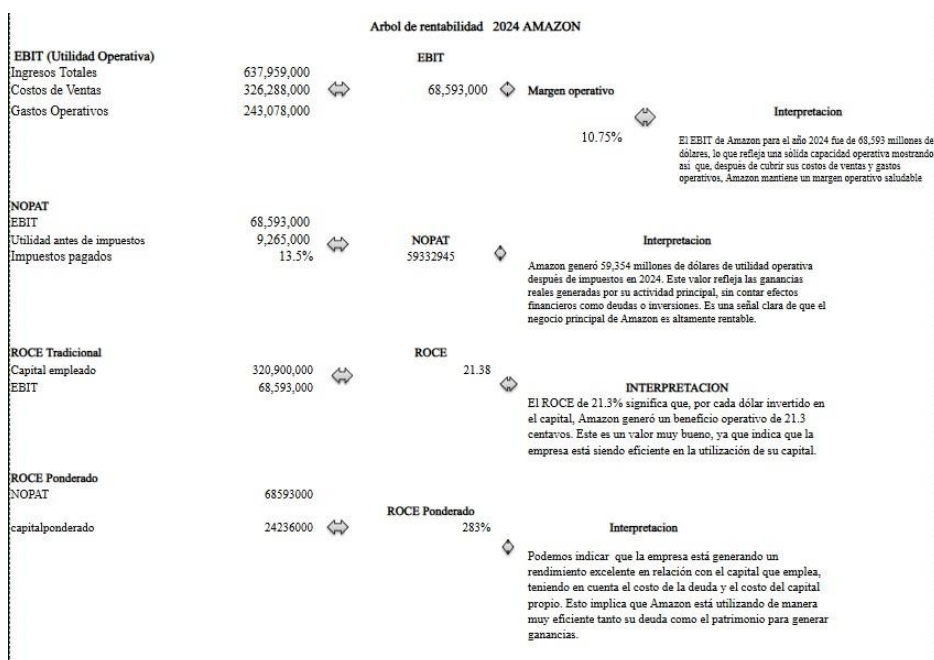 Arbol de rentabilidad 2024 AMAZON
EBIT (Utilidad Operativa)
EBIT
Ingresos Totales 637,959,000
Costos de Ventas 326,288,000
68,593,000 Margen operativo
Gastos Operativos 243,078,000
Interpretacion
10.75%
El EBIT de Amazon para el año 2024 fue de 68,593 millones de
dólares, lo que refleja una sólida capacidad operativa mostrando
asi que, después de cubrir sus costos de ventas y gastos
operativos, Amazon mantiene un margen operativo saludable
NOPAT
EBIT 68,593,000
Utilidad antes de impuestos 9,265,000
NOPAT
Interpretacion
Impuestos pagados 13.5%
59332945
Amazon generó 59,354 millones de dólares de utilidad operativa
después de impuestos en 2024. Este valor refleja las ganancias
reales generadas por su actividad principal, sin contar efectos
financieros como deudas o inversiones. Es una señal clara de que el
negocio principal de Amazon es altamente rentable.
ROCE Tradicional
ROCE
Capital empleado 320,900,000
21.38
EBIT 68,593,000
INTERPRETACION
El ROCE de 21.3% significa que, por cada dólar invertido en
el capital, Amazon generó un beneficio operativo de 21.3
centavos. Este es un valor muy bueno, ya que indica que la
empresa está siendo eficiente en la utilización de su capital.
ROCE Ponderado
NOPAT 68593000
ROCE Ponderado
capitalponderado 24236000
283%
Interpretacion
Podemos indicar que la empresa está generando un
rendimiento excelente en relación con el capital que emplea,
teniendo en cuenta el costo de la deuda y el costo del capital
propio. Esto implica que Amazon está utilizando de manera
muy eficiente tanto su deuda como el patrimonio para generar
ganancias.